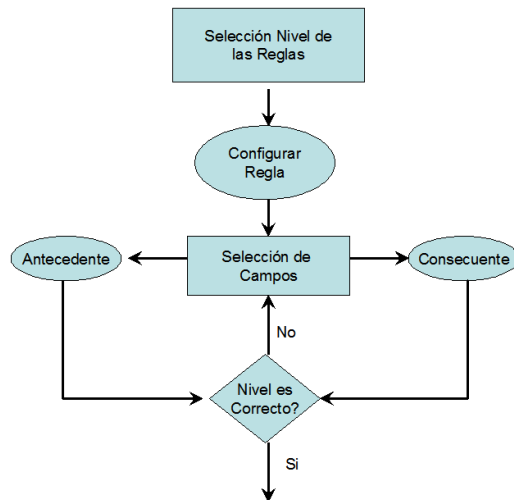 Selección Nivel de
las Reglas
Configurar
Regla
Antecedente
Selección de
Campos
Consecuente
No
Nivel es
Correcto?
Si